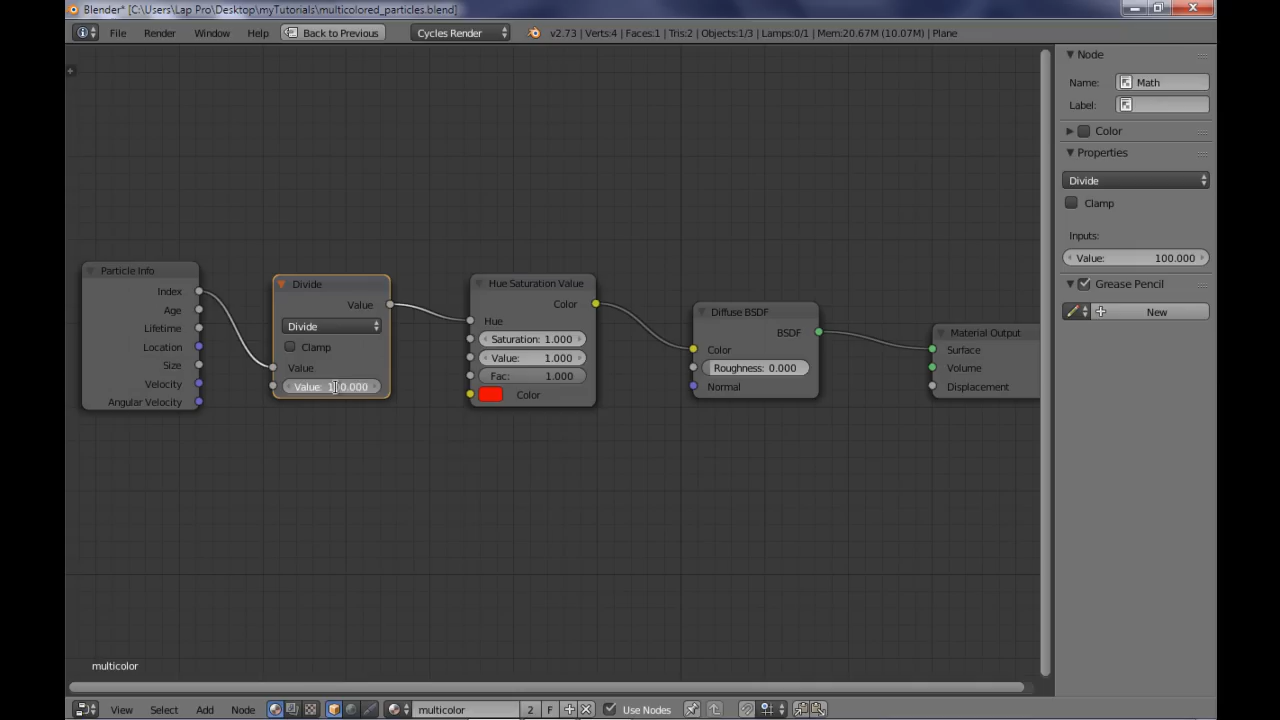 Blender* [C:\Users\Lap Pro\Desktop\myTutorials\multicolored_particles.blend]
File Render Window Help Back to Previous Cycles Render v2.73 | Verts:4 | Faces:1 | Tris:2 | Objects:1/3 | Lamps:0/1 | Mem:20.67M (10.07M) | Plane
Node
Name: Math
Label:
Color
Properties
Divide
Clamp
Inputs:
Value: 100.000
Grease Pencil
New
Particle Info
Index
Age
Lifetime
Location
Size
Velocity
Angular Velocity
Divide
Value
Divide
Clamp
Value
Value: 100.000
Hue Saturation Value
Color
Hue
Saturation: 1.000
Value: 1.000
Fac: 1.000
Color
Diffuse BSDF
BSDF
Color
Roughness: 0.000
Normal
Material Output
Surface
Volume
Displacement
multicolor
View Select Add Node multicolor 2 F Use Nodes